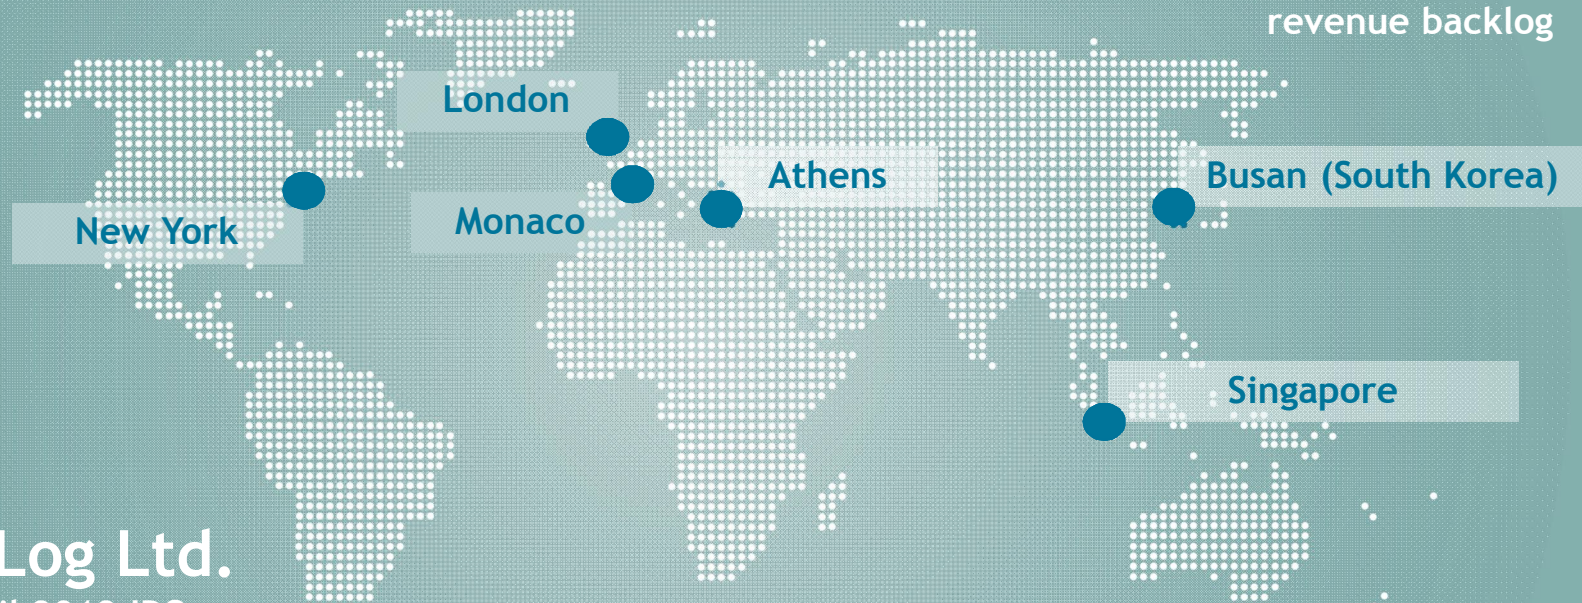 revenue backlog
London
Athens
Busan (South Korea)
Monaco
New York
Singapore
Log Ltd.